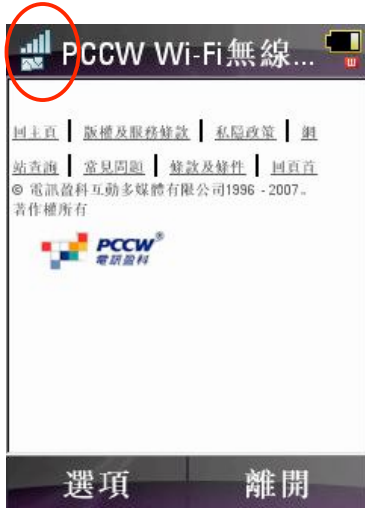 PCCW Wi-Fi無線...
回主頁 | 版權及服務條款 | 私隱政策 | 網
站查詢 | 常見問題 | 條款及條件 | 回頁首
© 電訊盈科互動多媒體有限公司1996 - 2007。
著作權所有
PCCW®
電訊盈科
選項 離開